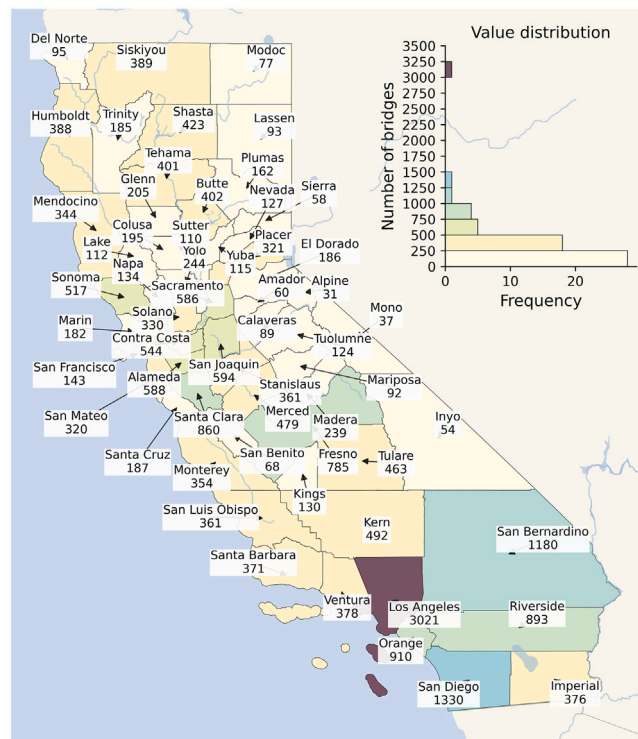 Value distribution
Number of bridges
3500
3250
3000
2750
2500
2250
2000
1750
1500
1250
1000
750
500
250
0
0
10
20
Frequency
Del Norte
95
Siskiyou
389
Modoc
77
Humboldt
388
Trinity
185
Shasta
423
Lassen
93
Tehama
401
Plumas
162
Glenn
205
Butte
402
Nevada
127
Sierra
58
Mendocino
344
Colusa
195
Sutter
110
Placer
321
Lake
112
Napa
134
Yolo
244
Yuba
115
El Dorado
186
Sonoma
517
Sacramento
586
Amador
60
Alpine
31
Marin
182
Solano
330
Contra Costa
544
Calaveras
89
Mono
37
Tuolumne
124
San Francisco
143
Alameda
588
San Joaquin
594
Stanislaus
361
Mariposa
92
San Mateo
320
Santa Clara
860
Merced
479
Madera
239
Inyo
54
Santa Cruz
187
Monterey
354
San Benito
68
Fresno
785
Tulare
463
Kings
130
San Luis Obispo
361
Kern
492
San Bernardino
1180
Santa Barbara
371
Ventura
378
Los Angeles
3021
Riverside
893
Orange
910
San Diego
1330
Imperial
376